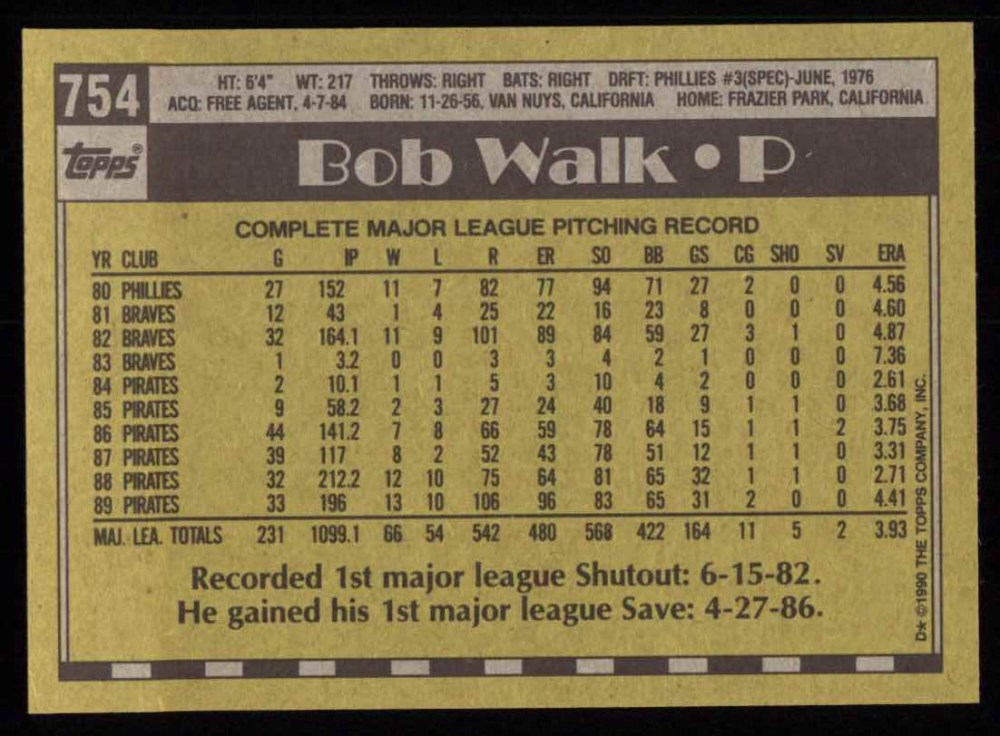 754
HT: 6'4" WT: 217 THROWS: RIGHT BATS: RIGHT DRFT: PHILLIES #3(SPEC)-JUNE, 1976
ACQ: FREE AGENT, 4-7-84 BORN: 11-26-56, VAN NUYS, CALIFORNIA HOME: FRAZIER PARK, CALIFORNIA
topps®
Bob Walk • P
COMPLETE MAJOR LEAGUE PITCHING RECORD
YR CLUB G IP W L R ER SO BB GS CG SHO SV ERA
80 PHILLIES 27 152 11 7 82 77 94 71 27 2 0 0 4.56
81 BRAVES 12 43 1 4 25 22 16 23 8 0 0 0 4.60
82 BRAVES 32 164.1 11 9 101 89 84 59 27 3 1 0 4.87
83 BRAVES 1 3.2 0 0 3 3 4 2 1 0 0 0 7.36
84 PIRATES 2 10.1 1 1 5 3 10 4 2 0 0 0 2.61
85 PIRATES 9 58.2 2 3 27 24 40 18 9 1 1 0 3.68
86 PIRATES 44 141.2 7 8 66 59 78 64 15 1 1 2 3.75
87 PIRATES 39 117 8 2 52 43 78 51 12 1 1 0 3.31
88 PIRATES 32 212.2 12 10 75 64 81 65 32 1 1 0 2.71
89 PIRATES 33 196 13 10 106 96 83 65 31 2 0 0 4.41
MAJ. LEA. TOTALS 231 1099.1 66 54 542 480 568 422 164 11 5 2 3.93
Recorded 1st major league Shutout: 6-15-82.
He gained his 1st major league Save: 4-27-86.
D* ©1990 THE TOPPS COMPANY, INC.